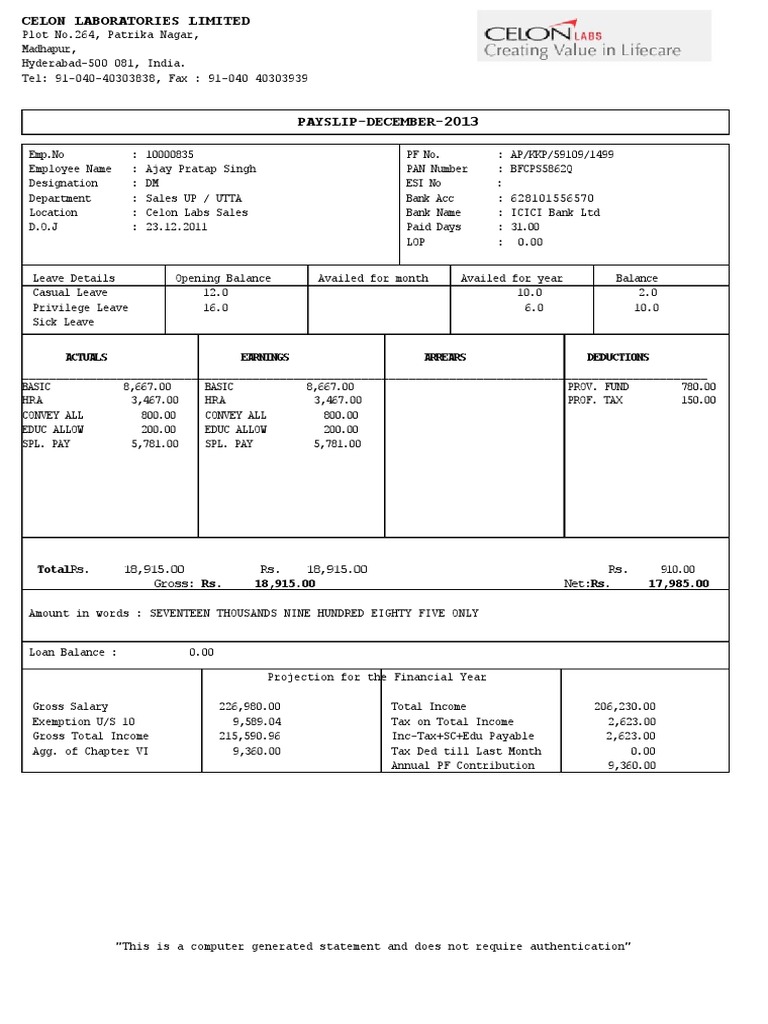 CELON LABORATORIES LIMITED
Plot No.264, Patrika Nagar,
Madhapur,
Hyderabad-500 081, India.
Tel: 91-040-40303838, Fax : 91-040 40303939
CELON LABS
Creating Value in Lifecare
PAYSLIP-DECEMBER-2013
Emp.No : 10000835 PF No. : AP/KKP/59109/1499
Employee Name : Ajay Pratap Singh PAN Number : BFCPS5862Q
Designation : DM ESI No :
Department : Sales UP / UTTA Bank Acc : 628101556570
Location : Celon Labs Sales Bank Name : ICICI Bank Ltd
D.O.J : 23.12.2011 Paid Days : 31.00
LOP : 0.00
Leave Details Opening Balance Availed for month Availed for year Balance
Casual Leave 12.0 10.0 2.0
Privilege Leave 16.0 6.0 10.0
Sick Leave
ACTUALS EARNINGS ARREARS DEDUCTIONS
BASIC 8,667.00 BASIC 8,667.00 PROV. FUND 780.00
HRA 3,467.00 HRA 3,467.00 PROF. TAX 150.00
CONVEY ALL 800.00 CONVEY ALL 800.00
EDUC ALLOW 200.00 EDUC ALLOW 200.00
SPL. PAY 5,781.00 SPL. PAY 5,781.00
TotalRs. 18,915.00 Rs. 18,915.00 Rs. 910.00
Gross: Rs. 18,915.00 Net:Rs. 17,985.00
Amount in words : SEVENTEEN THOUSANDS NINE HUNDRED EIGHTY FIVE ONLY
Loan Balance : 0.00
Projection for the Financial Year
Gross Salary 226,980.00 Total Income 206,230.00
Exemption U/S 10 9,589.04 Tax on Total Income 2,623.00
Gross Total Income 215,590.96 Inc-Tax+SC+Edu Payable 2,623.00
Agg. of Chapter VI 9,360.00 Tax Ded till Last Month 0.00
Annual PF Contribution 9,360.00
"This is a computer generated statement and does not require authentication"